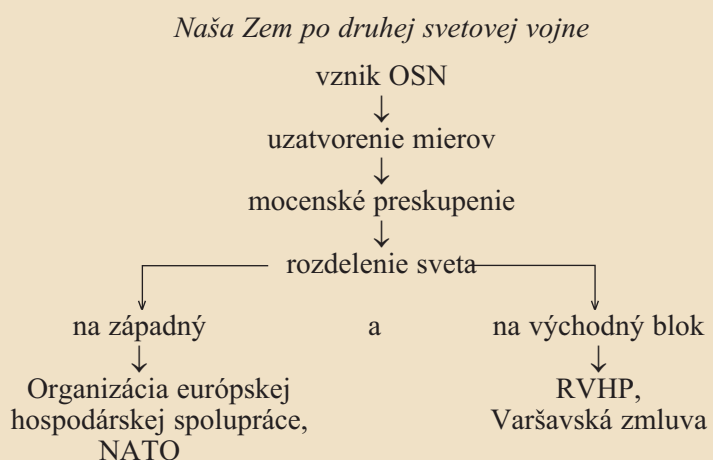 Naša Zem po druhej svetovej vojne
vznik OSN
uzatvorenie mierov
mocenské preskupenie
rozdelenie sveta
na západný a na východný blok
Organizácia európskej
hospodárskej spolupráce,
NATO
RVHP,
Varšavská zmluva